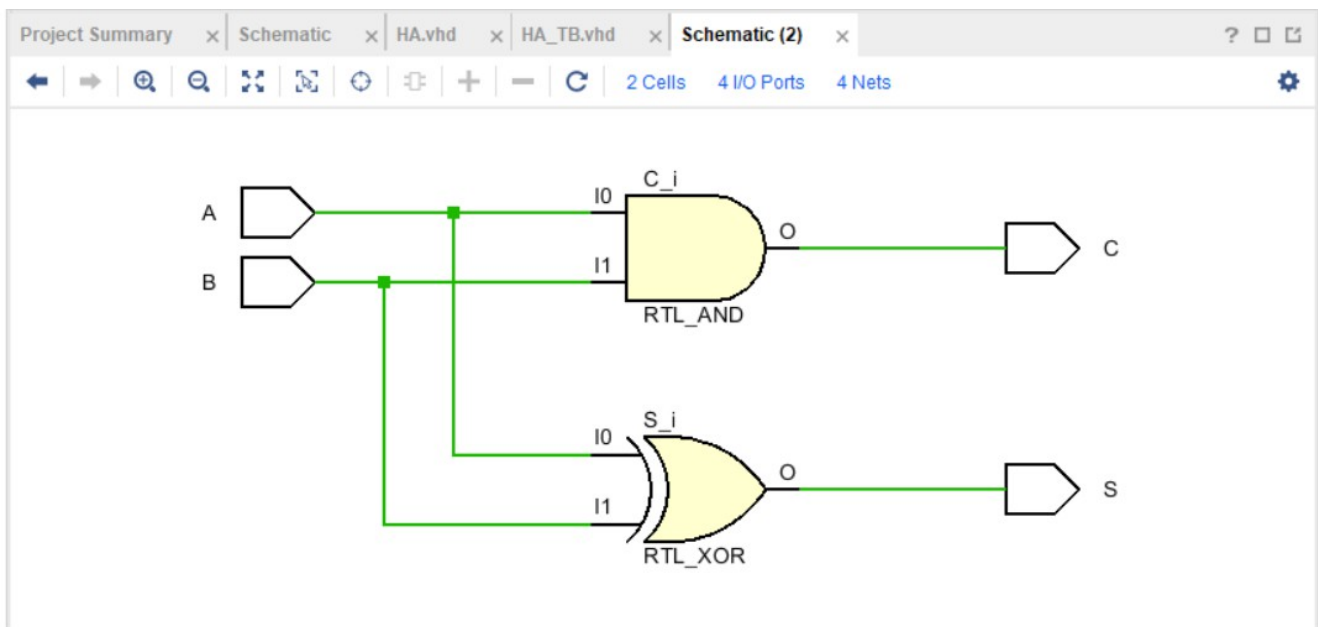 Project Summary × Schematic × HA.vhd × HA_TB.vhd × Schematic (2) × ?
2 Cells 4 I/O Ports 4 Nets
C_i
A I0 O C
B I1
RTL_AND
S_i
I0 O S
I1
RTL_XOR